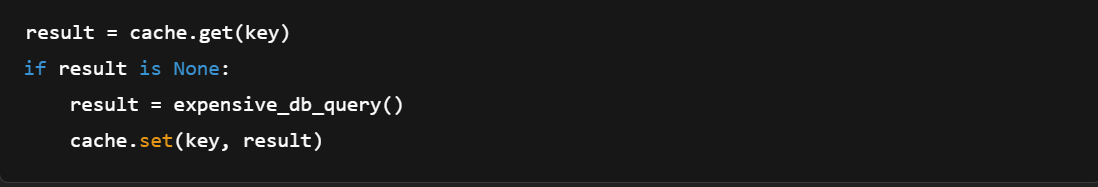 result = cache.get(key)
if result is None:
    result = expensive_db_query()
    cache.set(key, result)